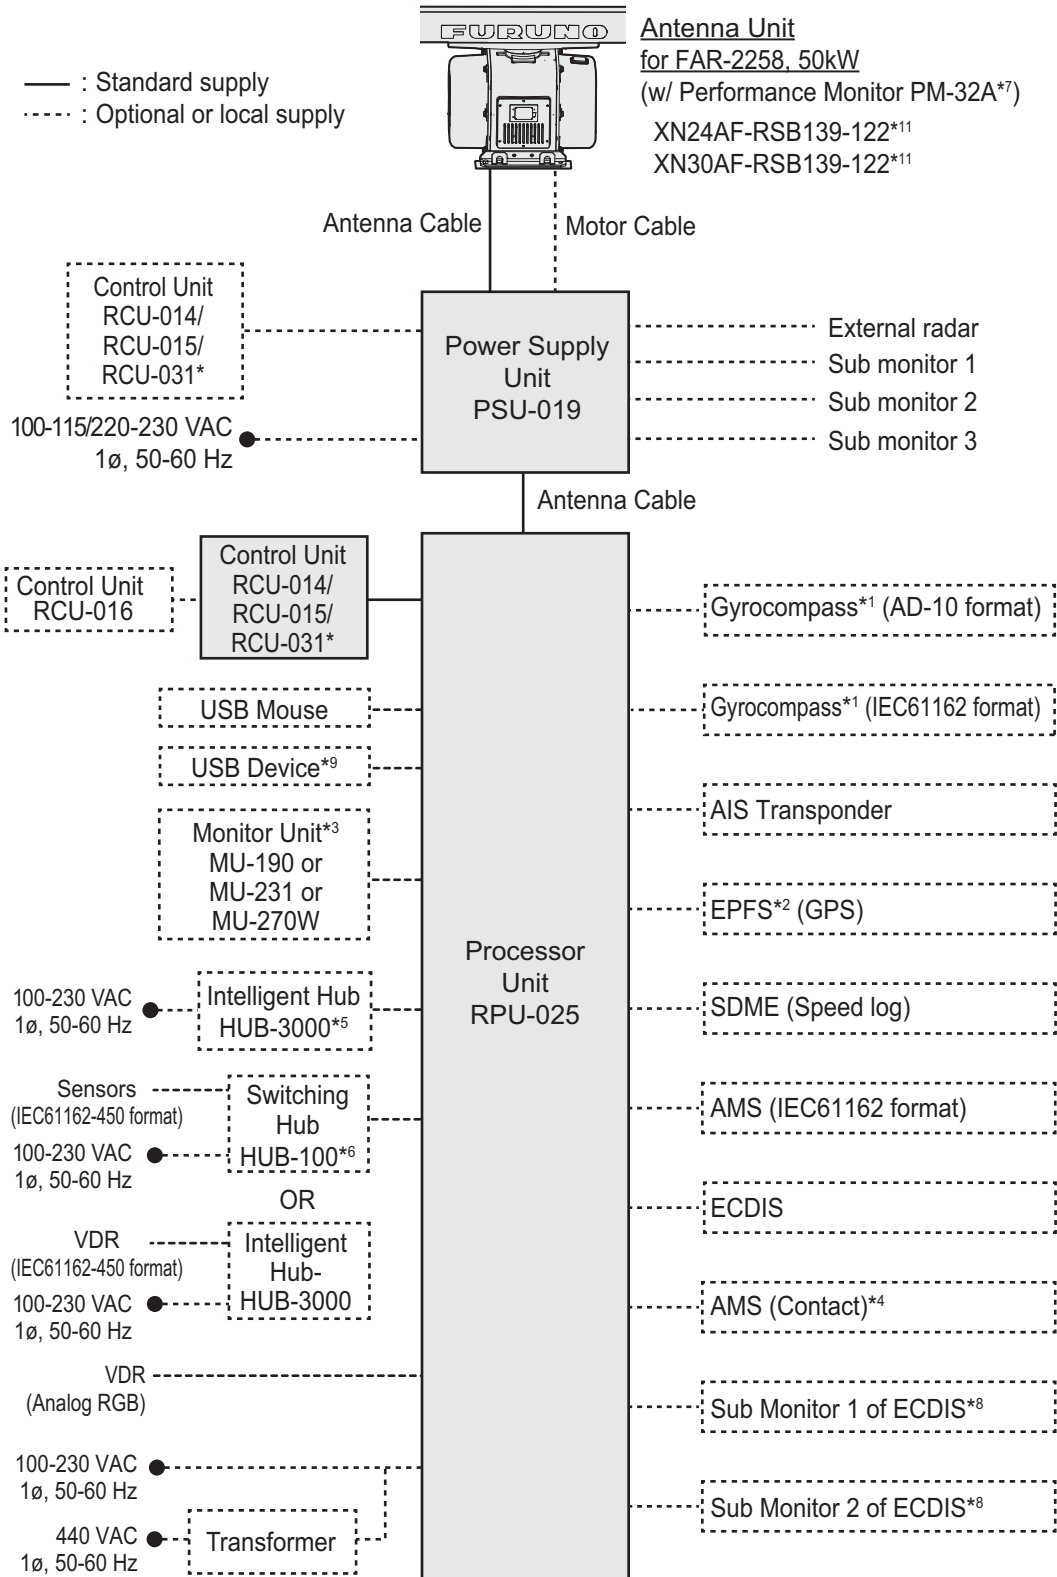 FURUNO
Antenna Unit
for FAR-2258, 50kW
(w/ Performance Monitor PM-32A*7)
XN24AF-RSB139-122*11
XN30AF-RSB139-122*11
: Standard supply
: Optional or local supply
Antenna Cable
Motor Cable
Control Unit
RCU-014/
RCU-015/
RCU-031*
100-115/220-230 VAC
1ø, 50-60 Hz
Power Supply
Unit
PSU-019
External radar
Sub monitor 1
Sub monitor 2
Sub monitor 3
Antenna Cable
Control Unit
RCU-016
Control Unit
RCU-014/
RCU-015/
RCU-031*
USB Mouse
USB Device*9
Monitor Unit*3
MU-190 or
MU-231 or
MU-270W
100-230 VAC
1ø, 50-60 Hz
Intelligent Hub
HUB-3000*5
Sensors
(IEC61162-450 format)
100-230 VAC
1ø, 50-60 Hz
Switching
Hub
HUB-100*6
OR
VDR
(IEC61162-450 format)
100-230 VAC
1ø, 50-60 Hz
Intelligent
Hub-
HUB-3000
VDR
(Analog RGB)
100-230 VAC
1ø, 50-60 Hz
440 VAC
1ø, 50-60 Hz
Transformer
Processor
Unit
RPU-025
Gyrocompass*1 (AD-10 format)
Gyrocompass*1 (IEC61162 format)
AIS Transponder
EPFS*2 (GPS)
SDME (Speed log)
AMS (IEC61162 format)
ECDIS
AMS (Contact)*4
Sub Monitor 1 of ECDIS*8
Sub Monitor 2 of ECDIS*8